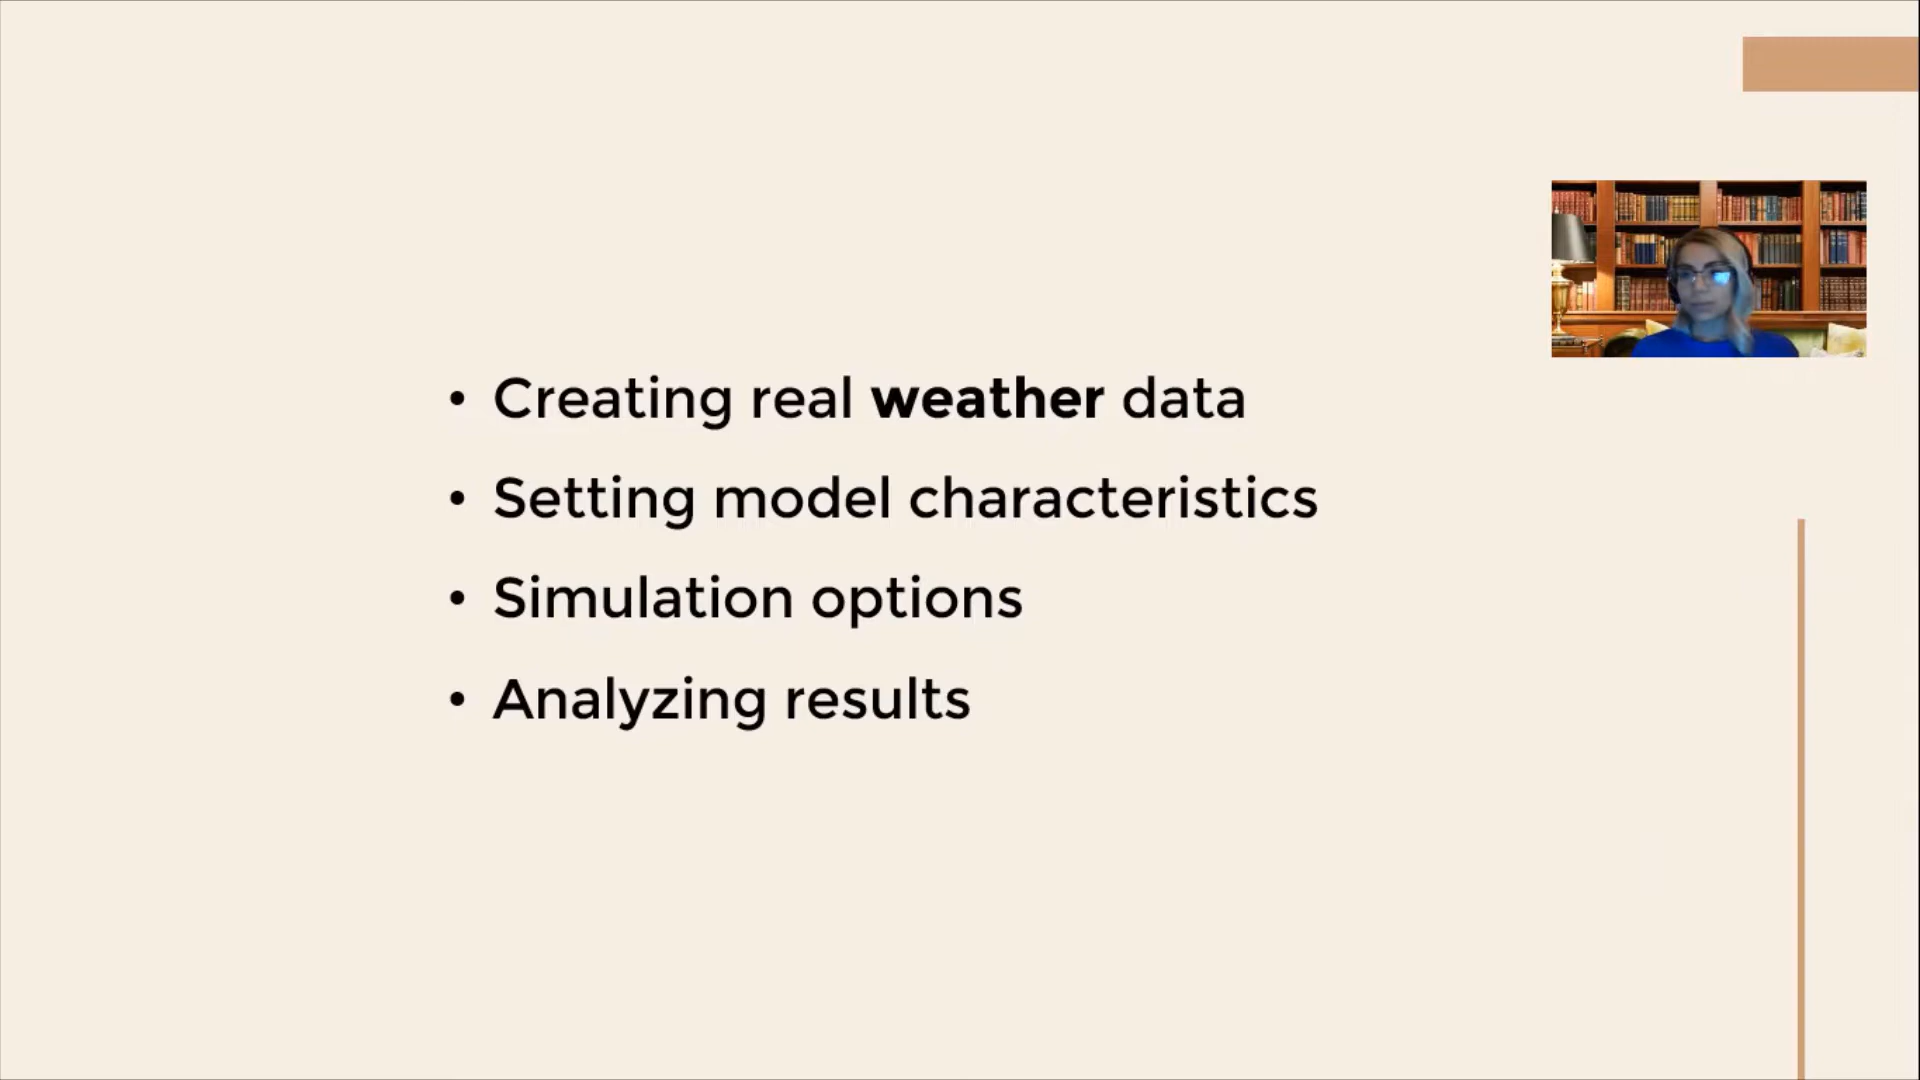 • Creating real weather data
• Setting model characteristics
• Simulation options
• Analyzing results